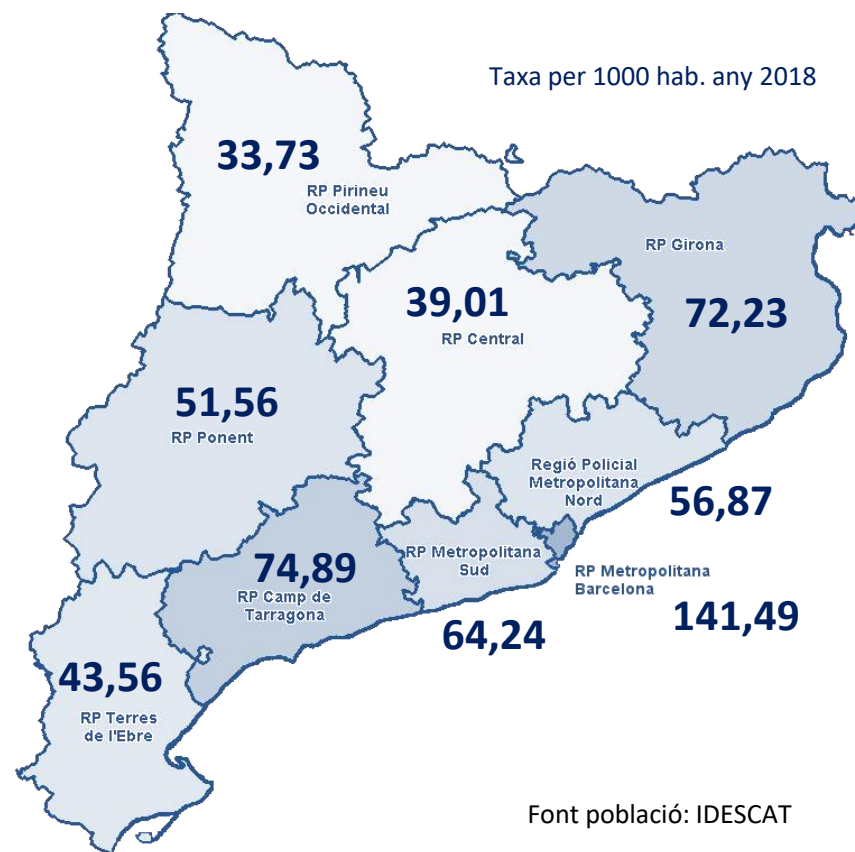 Taxa per 1000 hab. any 2018
33,73
RP Pirineu
Occidental
RP Girona
72,23
39,01
RP Central
51,56
RP Ponent
Regió Policial
Metropolitana
Nord
56,87
74,89
RP Camp de
Tarragona
RP Metropolitana
Sud
64,24
RP Metropolitana
Barcelona
141,49
43,56
RP Terres
de l'Ebre
Font població: IDESCAT